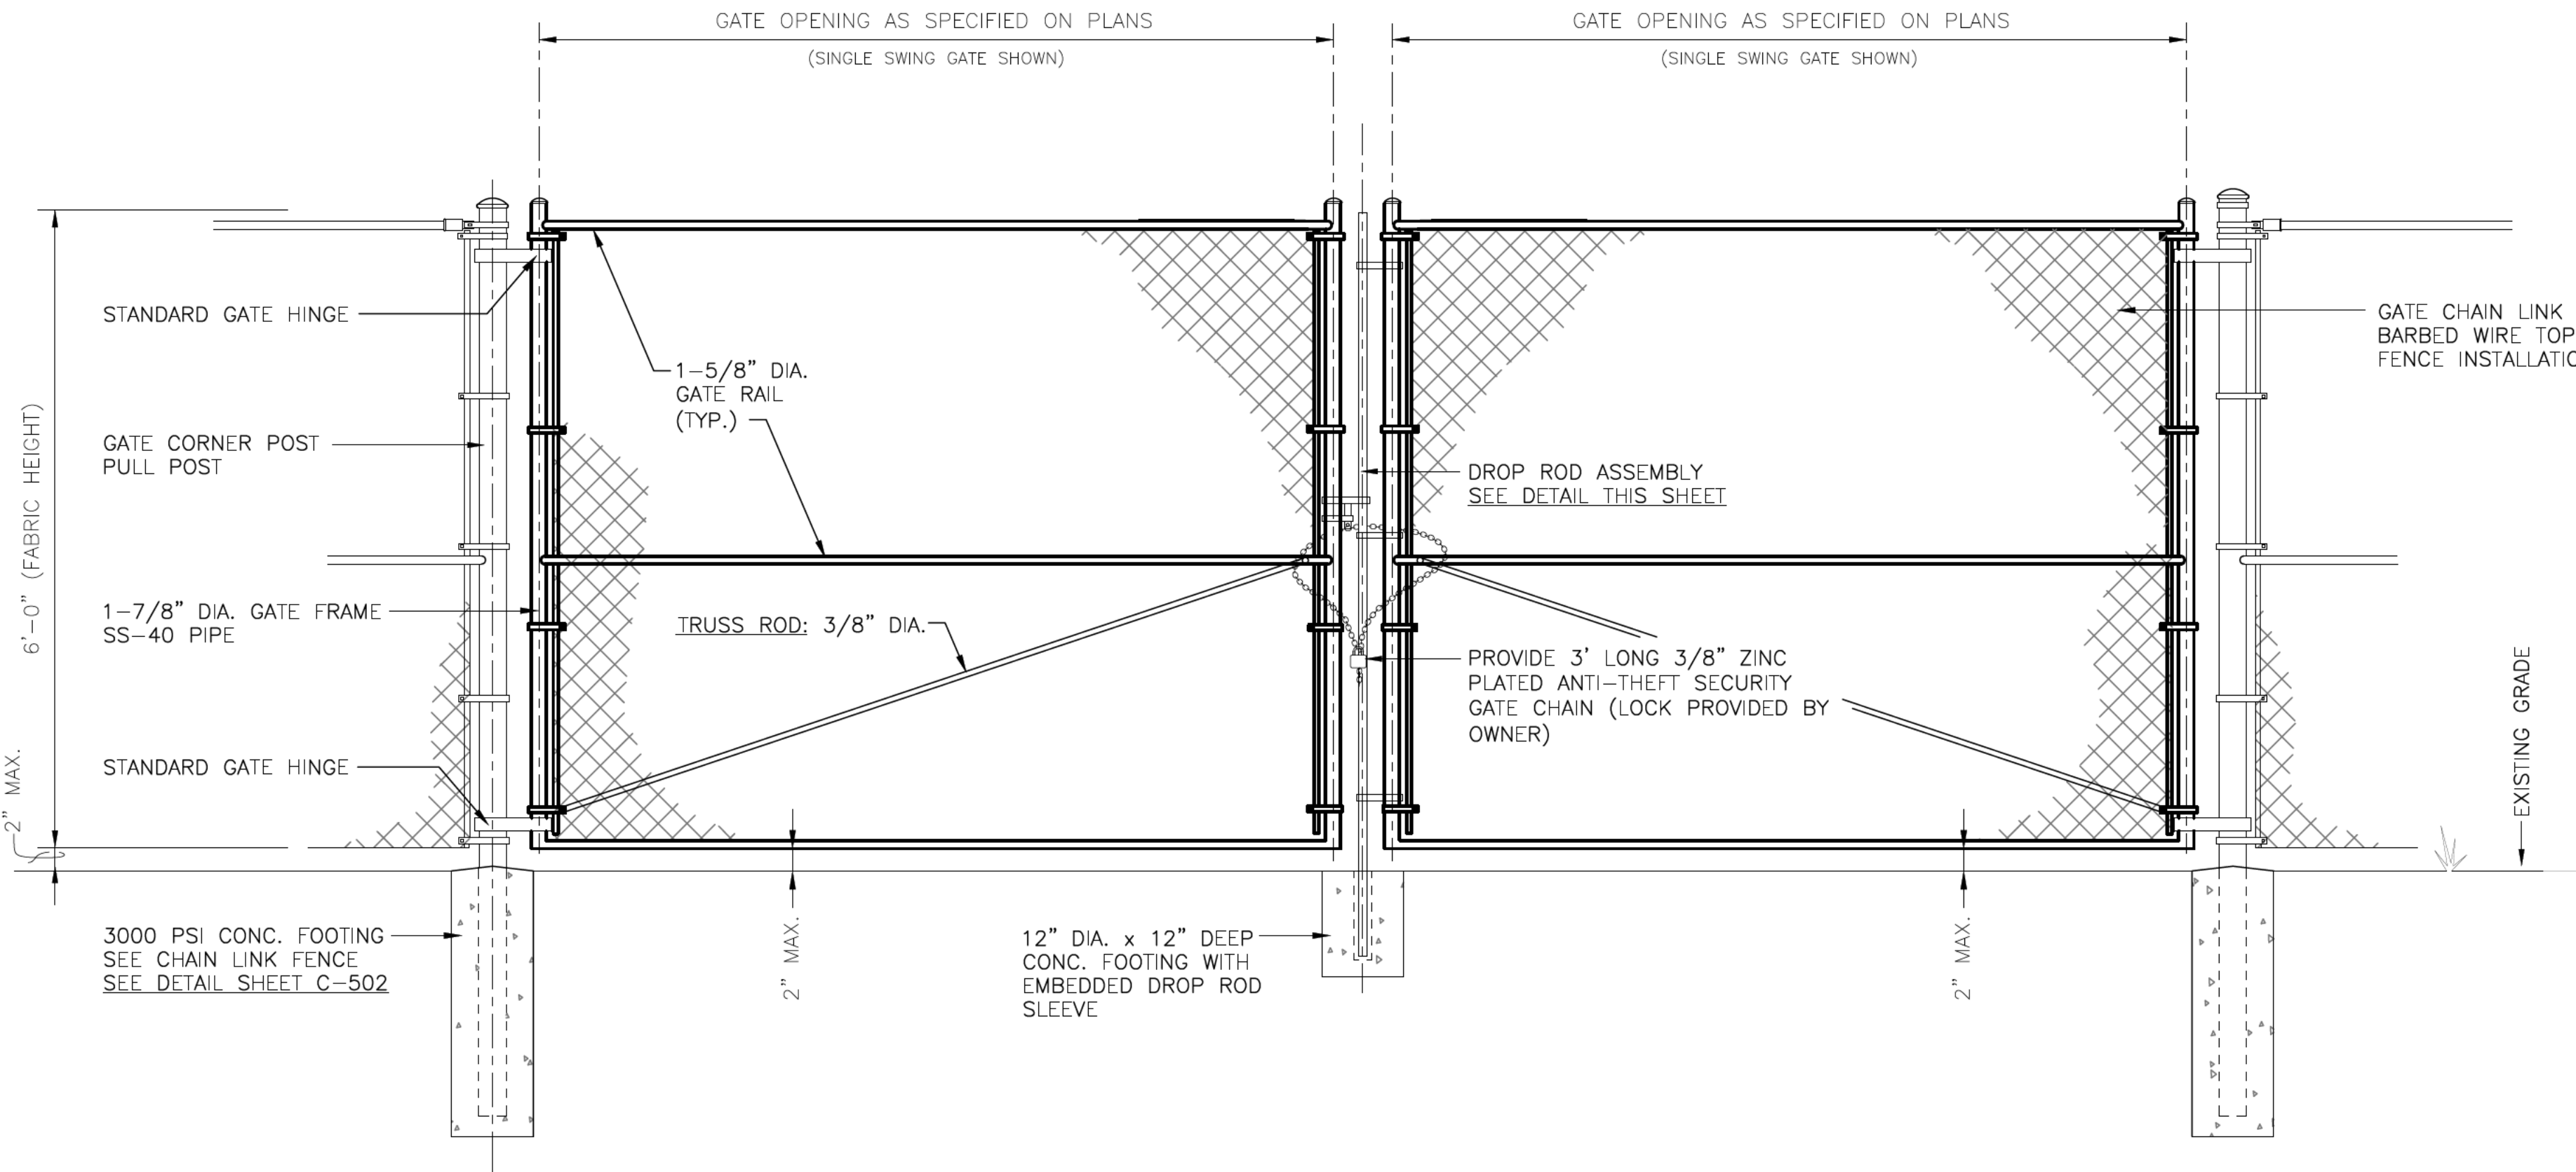 GATE OPENING AS SPECIFIED ON PLANS
(SINGLE SWING GATE SHOWN)
GATE OPENING AS SPECIFIED ON PLANS
(SINGLE SWING GATE SHOWN)
STANDARD GATE HINGE
GATE CORNER POST
PULL POST
6'-0" (FABRIC HEIGHT)
1-7/8" DIA. GATE FRAME
SS-40 PIPE
2" MAX.
STANDARD GATE HINGE
3000 PSI CONC. FOOTING
SEE CHAIN LINK FENCE
SEE DETAIL SHEET C-502
1-5/8" DIA.
GATE RAIL
(TYP.)
TRUSS ROD: 3/8" DIA.
2" MAX.
12" DIA. x 12" DEEP
CONC. FOOTING WITH
EMBEDDED DROP ROD
SLEEVE
DROP ROD ASSEMBLY
SEE DETAIL THIS SHEET
PROVIDE 3' LONG 3/8" ZINC
PLATED ANTI-THEFT SECURITY
GATE CHAIN (LOCK PROVIDED BY
OWNER)
2" MAX.
GATE CHAIN LINK
BARBED WIRE TOP
FENCE
EXISTING GRADE